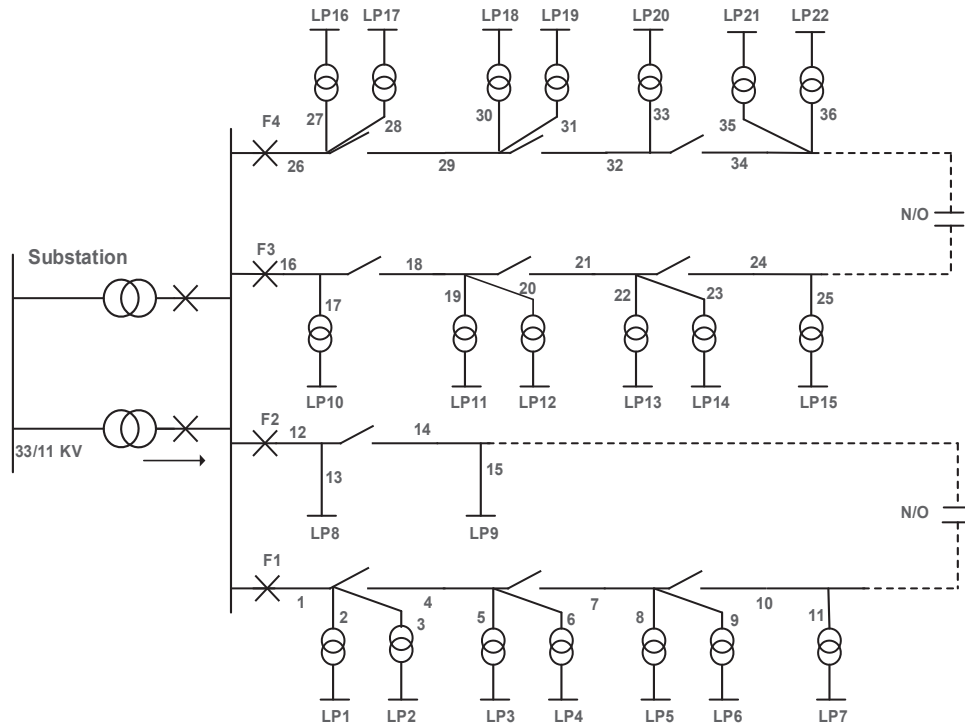 LP16 LP17 LP18 LP19 LP20 LP21 LP22
27 28 30 31 33 35 36
F4
26 29 32 34
N/O
Substation
F3
16 18 21 24
17 19 20 22 23 25
LP10 LP11 LP12 LP13 LP14 LP15
33/11 KV
F2
12 14
13 15
LP8 LP9
N/O
F1
1 4 7 10
2 3 5 6 8 9 11
LP1 LP2 LP3 LP4 LP5 LP6 LP7